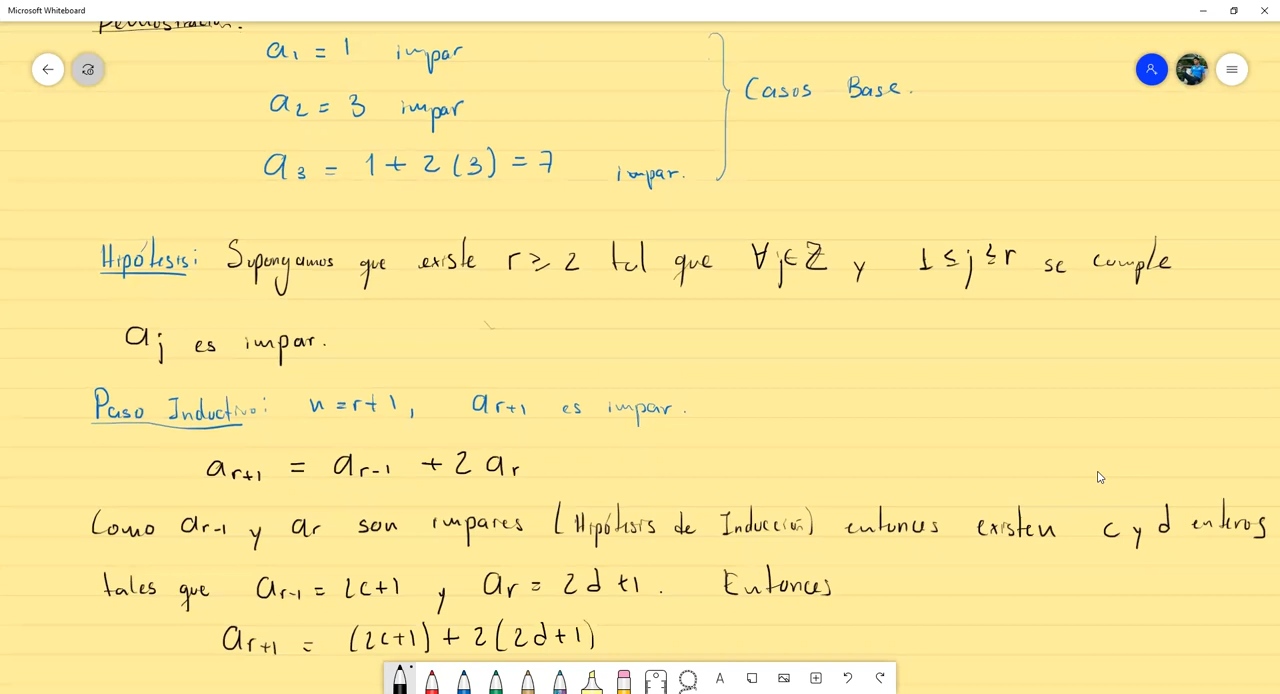 Microsoft Whiteboard
Demostración:
a₁ = 1 impar
a₂ = 3 impar
a₃ = 1 + 2 (3) = 7 impar.
Casos Base.
Hipótesis: Supongamos que existe r ≥ 2 tal que ∀j∈ℤ y 1 ≤ j ≤ r se cumple
aⱼ es impar.
Paso Inductivo: n = r+1, aᵣ₊₁ es impar.
aᵣ₊₁ = aᵣ₋₁ + 2 aᵣ
Como aᵣ₋₁ y aᵣ son impares (Hipótesis de Inducción) entonces existen c y d enteros
tales que aᵣ₋₁ = 2c+1 y aᵣ = 2d+1. Entonces
aᵣ₊₁ = (2c+1) + 2(2d+1)